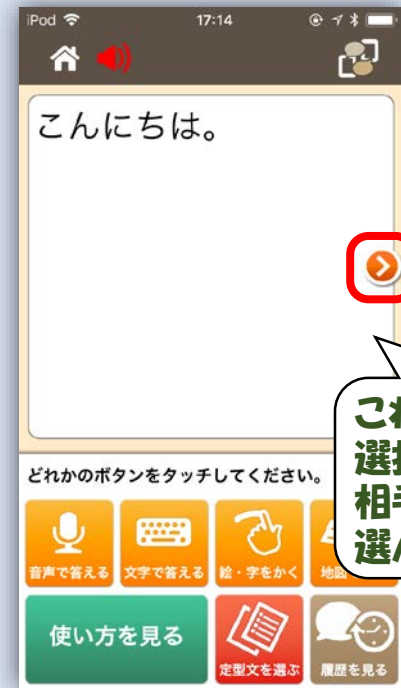 iPod 17:14
こんにちは。
どれかのボタンをタッチしてください。
音声で答える 文字で答える 絵・字をかく 地図
使い方を見る 定型文を選ぶ 履歴を見る
これ
選択
相手
選ん